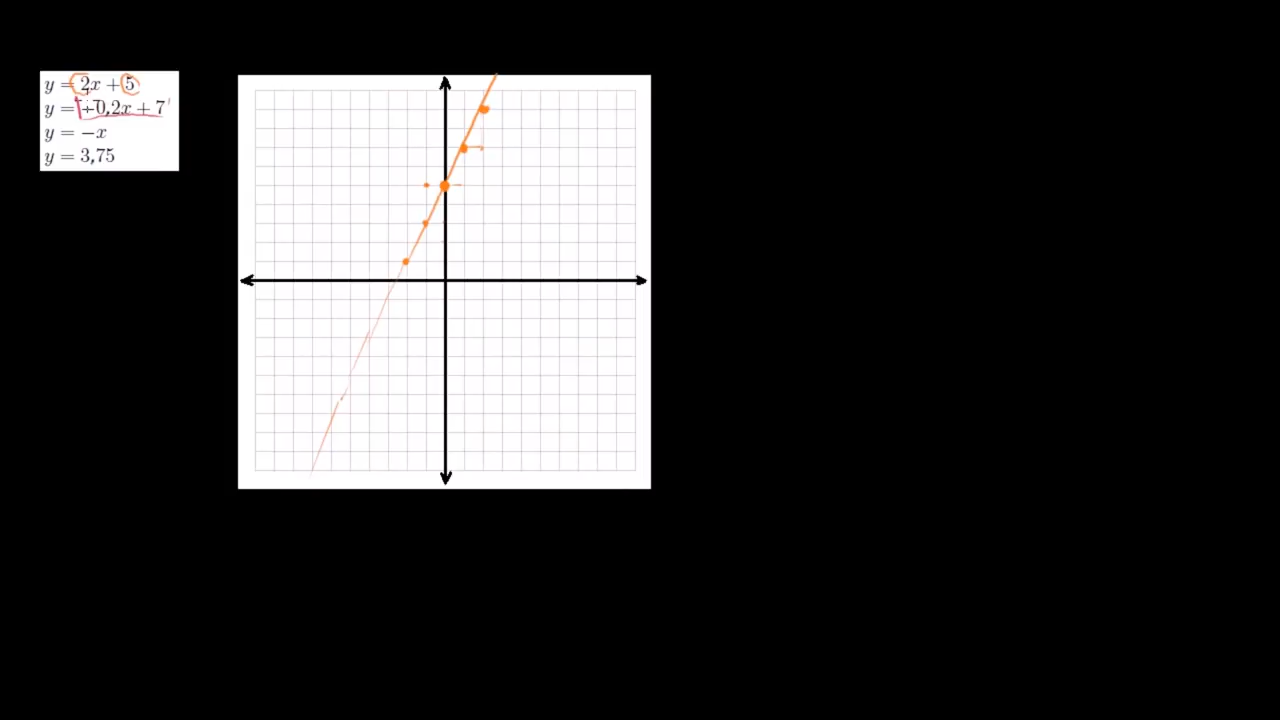 y = 2x + 5
y = −0,2x + 7
y = −x
y = 3,75